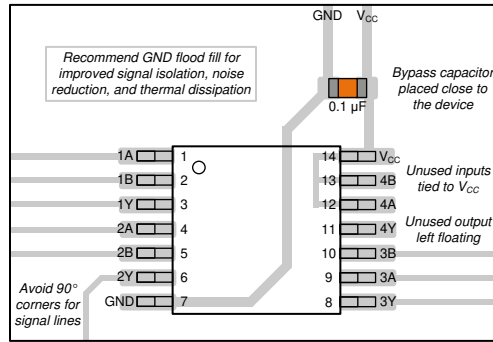 GND VCC
Recommend GND flood fill for
improved signal isolation, noise
reduction, and thermal dissipation
Bypass capacitor
placed close to
the device
0.1 µF
1A 1 14 VCC
1B 2 13 4B
1Y 3 12 4A
2A 4 11 4Y
2B 5 10 3B
2Y 6 9 3A
GND 7 8 3Y
Unused inputs
tied to VCC
Unused output
left floating
Avoid 90°
corners for
signal lines